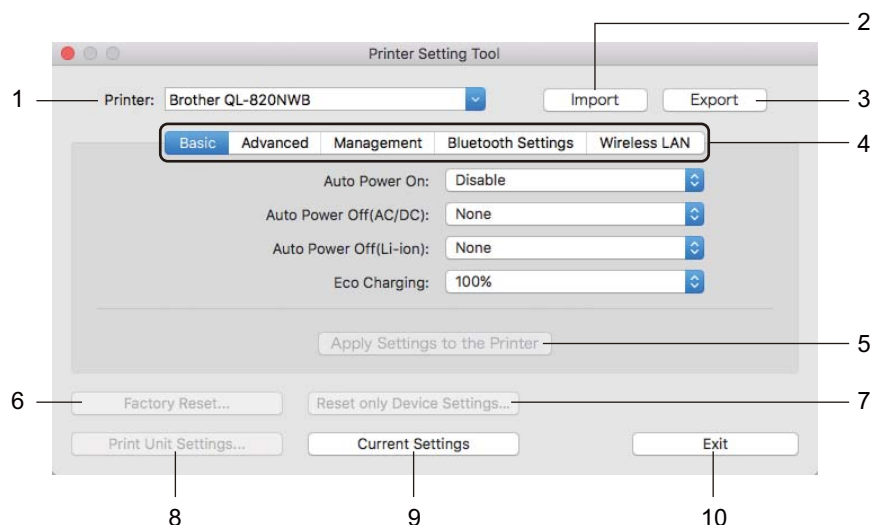 2
Printer Setting Tool
1 Printer: Brother QL-820NWB Import Export 3
Basic Advanced Management Bluetooth Settings Wireless LAN 4
Auto Power On: Disable
Auto Power Off(AC/DC): None
Auto Power Off(Li-ion): None
Eco Charging: 100%
Apply Settings to the Printer 5
6 Factory Reset... Reset only Device Settings... 7
Print Unit Settings... Current Settings Exit
8 9 10